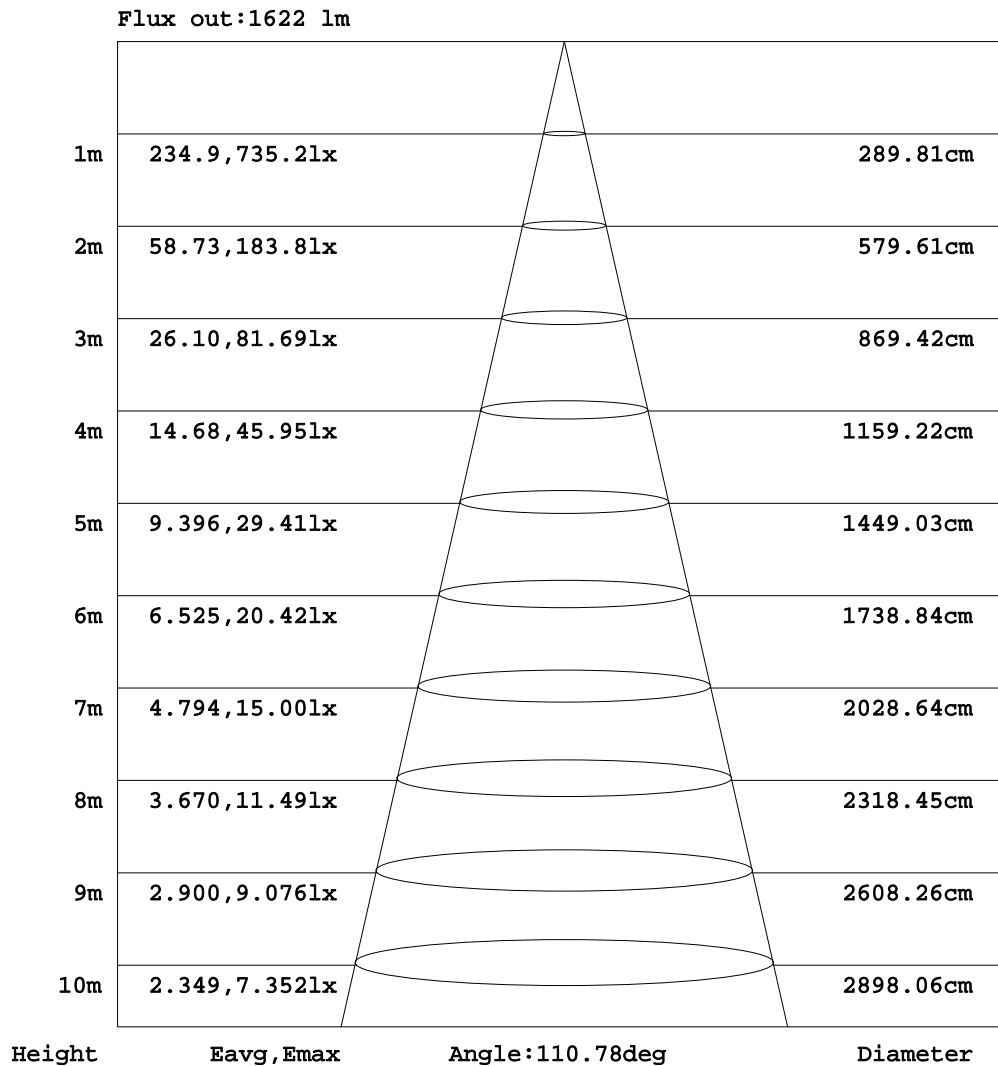 Flux out:1622 lm
1m 234.9,735.2lx 289.81cm
2m 58.73,183.8lx 579.61cm
3m 26.10,81.69lx 869.42cm
4m 14.68,45.95lx 1159.22cm
5m 9.396,29.41lx 1449.03cm
6m 6.525,20.42lx 1738.84cm
7m 4.794,15.00lx 2028.64cm
8m 3.670,11.49lx 2318.45cm
9m 2.900,9.076lx 2608.26cm
10m 2.349,7.352lx 2898.06cm
Height Eavg,Emax Angle:110.78deg Diameter